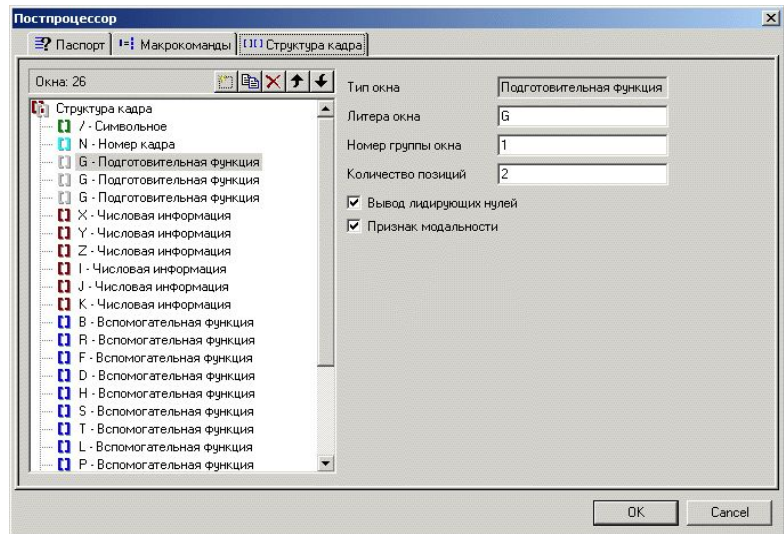 Постпроцессор
Паспорт
Макрокоманды
Структура кадра
Окна: 26
Структура кадра
/ - Символьное
N - Номер кадра
G - Подготовительная функция
G - Подготовительная функция
G - Подготовительная функция
X - Числовая информация
Y - Числовая информация
Z - Числовая информация
I - Числовая информация
J - Числовая информация
K - Числовая информация
B - Вспомогательная функция
R - Вспомогательная функция
F - Вспомогательная функция
D - Вспомогательная функция
H - Вспомогательная функция
S - Вспомогательная функция
T - Вспомогательная функция
L - Вспомогательная функция
P - Вспомогательная функция
Тип окна Подготовительная функция
Литера окна G
Номер группы окна 1
Количество позиций 2
Вывод лидирующих нулей
Признак модальности
OK Cancel